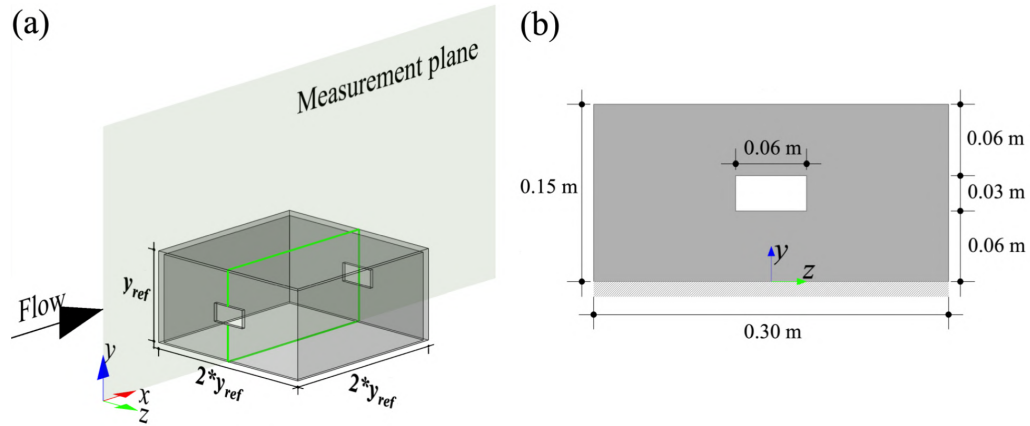 (a)
Measurement plane
y_ref
Flow
y
x
z
2*y_ref
2*y_ref
(b)
0.06 m
0.15 m
0.06 m
0.03 m
0.06 m
y
z
0.30 m